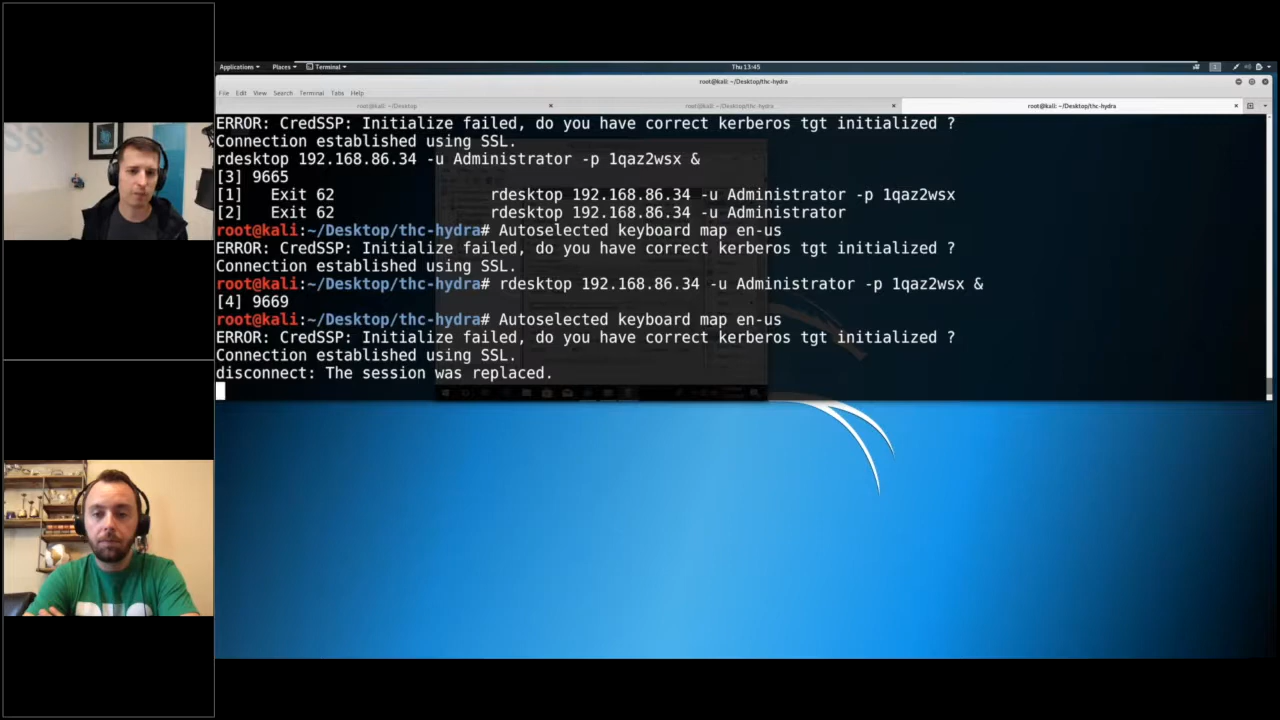 Applications
Places
Terminal
Thu 13:45
root@kali: ~/Desktop/thc-hydra
File Edit View Search Terminal Tabs Help
root@kali: ~/Desktop
root@kali: ~/Desktop/thc-hydra
root@kali: ~/Desktop/thc-hydra
ERROR: CredSSP: Initialize failed, do you have correct kerberos tgt initialized ?
Connection established using SSL.
rdesktop 192.168.86.34 -u Administrator -p 1qaz2wsx &
[3] 9665
[1]   Exit 62                 rdesktop 192.168.86.34 -u Administrator -p 1qaz2wsx
[2]   Exit 62                 rdesktop 192.168.86.34 -u Administrator
root@kali:~/Desktop/thc-hydra# Autoselected keyboard map en-us
ERROR: CredSSP: Initialize failed, do you have correct kerberos tgt initialized ?
Connection established using SSL.
root@kali:~/Desktop/thc-hydra# rdesktop 192.168.86.34 -u Administrator -p 1qaz2wsx &
[4] 9669
root@kali:~/Desktop/thc-hydra# Autoselected keyboard map en-us
ERROR: CredSSP: Initialize failed, do you have correct kerberos tgt initialized ?
Connection established using SSL.
disconnect: The session was replaced.